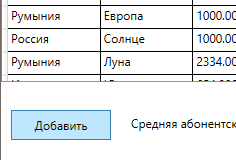 Румыния Европа 1000.00
Россия Солнце 1000.00
Румыния Луна 2334.00
Добавить Средняя абонентск